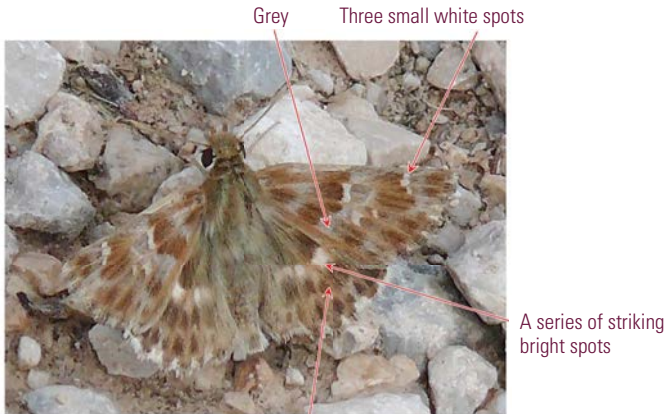 Grey
Three small white spots
A series of striking
bright spots